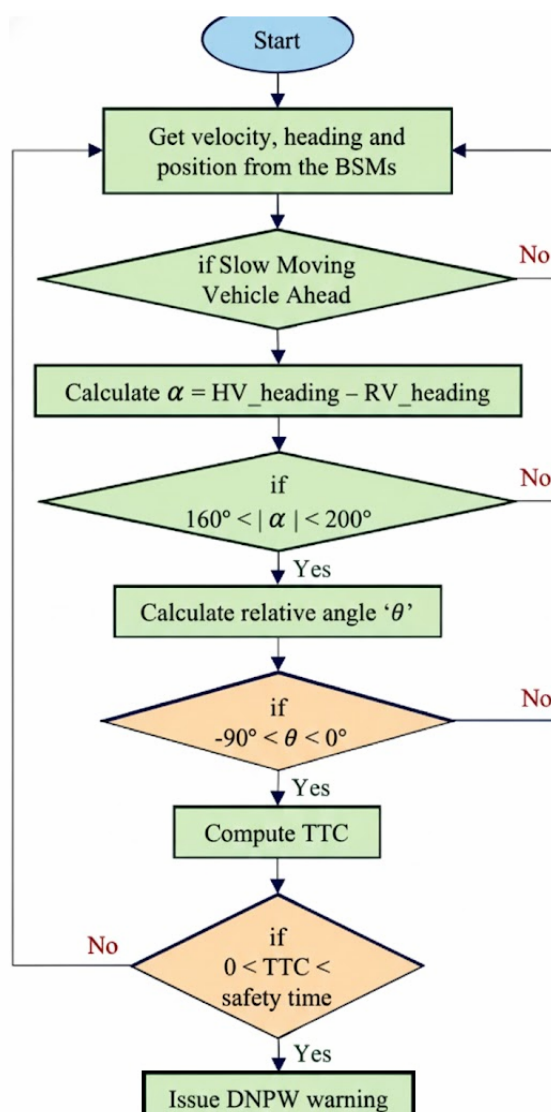 Start
Get velocity, heading and
position from the BSMs
if Slow Moving
Vehicle Ahead
No
Calculate α = HV_heading – RV_heading
if
160° < | α | < 200°
No
Yes
Calculate relative angle ‘θ’
if
-90° < θ < 0°
No
Yes
Compute TTC
if
0 < TTC <
safety time
No
Yes
Issue DNPW warning